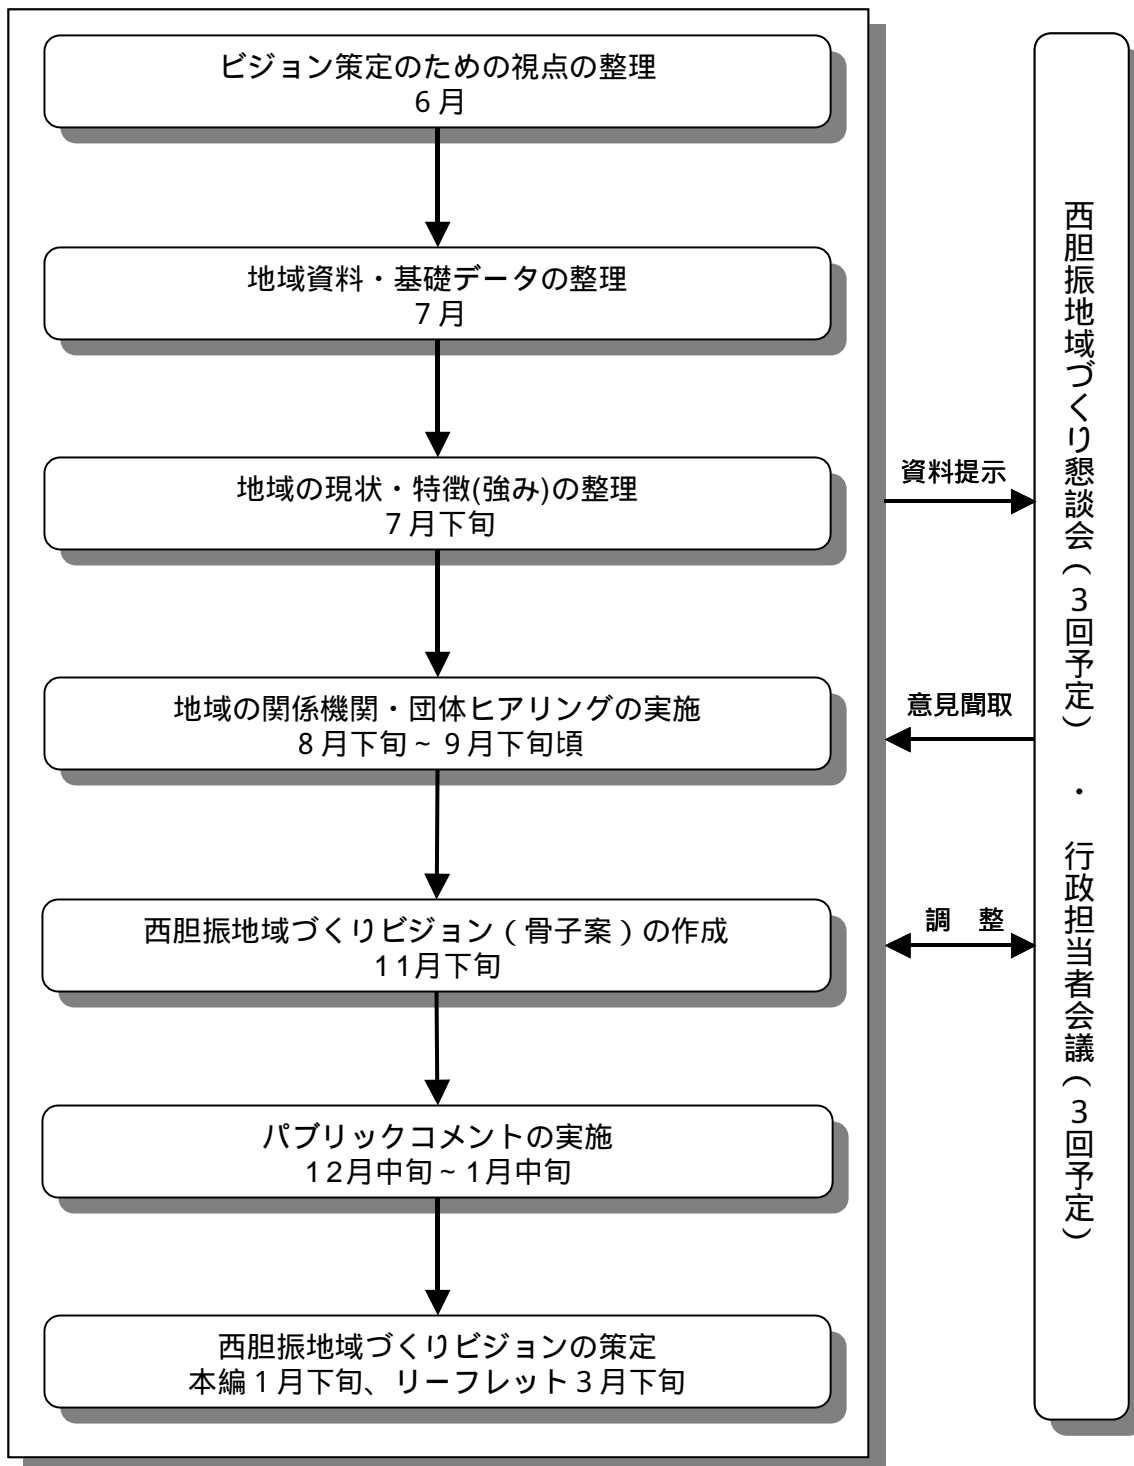 ビジョン策定のための視点の整理
6月
地域資料・基礎データの整理
7月
地域の現状・特徴(強み)の整理
7月下旬
地域の関係機関・団体ヒアリングの実施
8月下旬~9月下旬頃
西胆振地域づくりビジョン(骨子案)の作成
11月下旬
パブリックコメントの実施
12月中旬~1月中旬
西胆振地域づくりビジョンの策定
本編1月下旬、リーフレット3月下旬
資料提示
意見聞取
調 整
西胆振地域づくり懇談会(3回予定) ・ 行政担当者会議(3回予定)